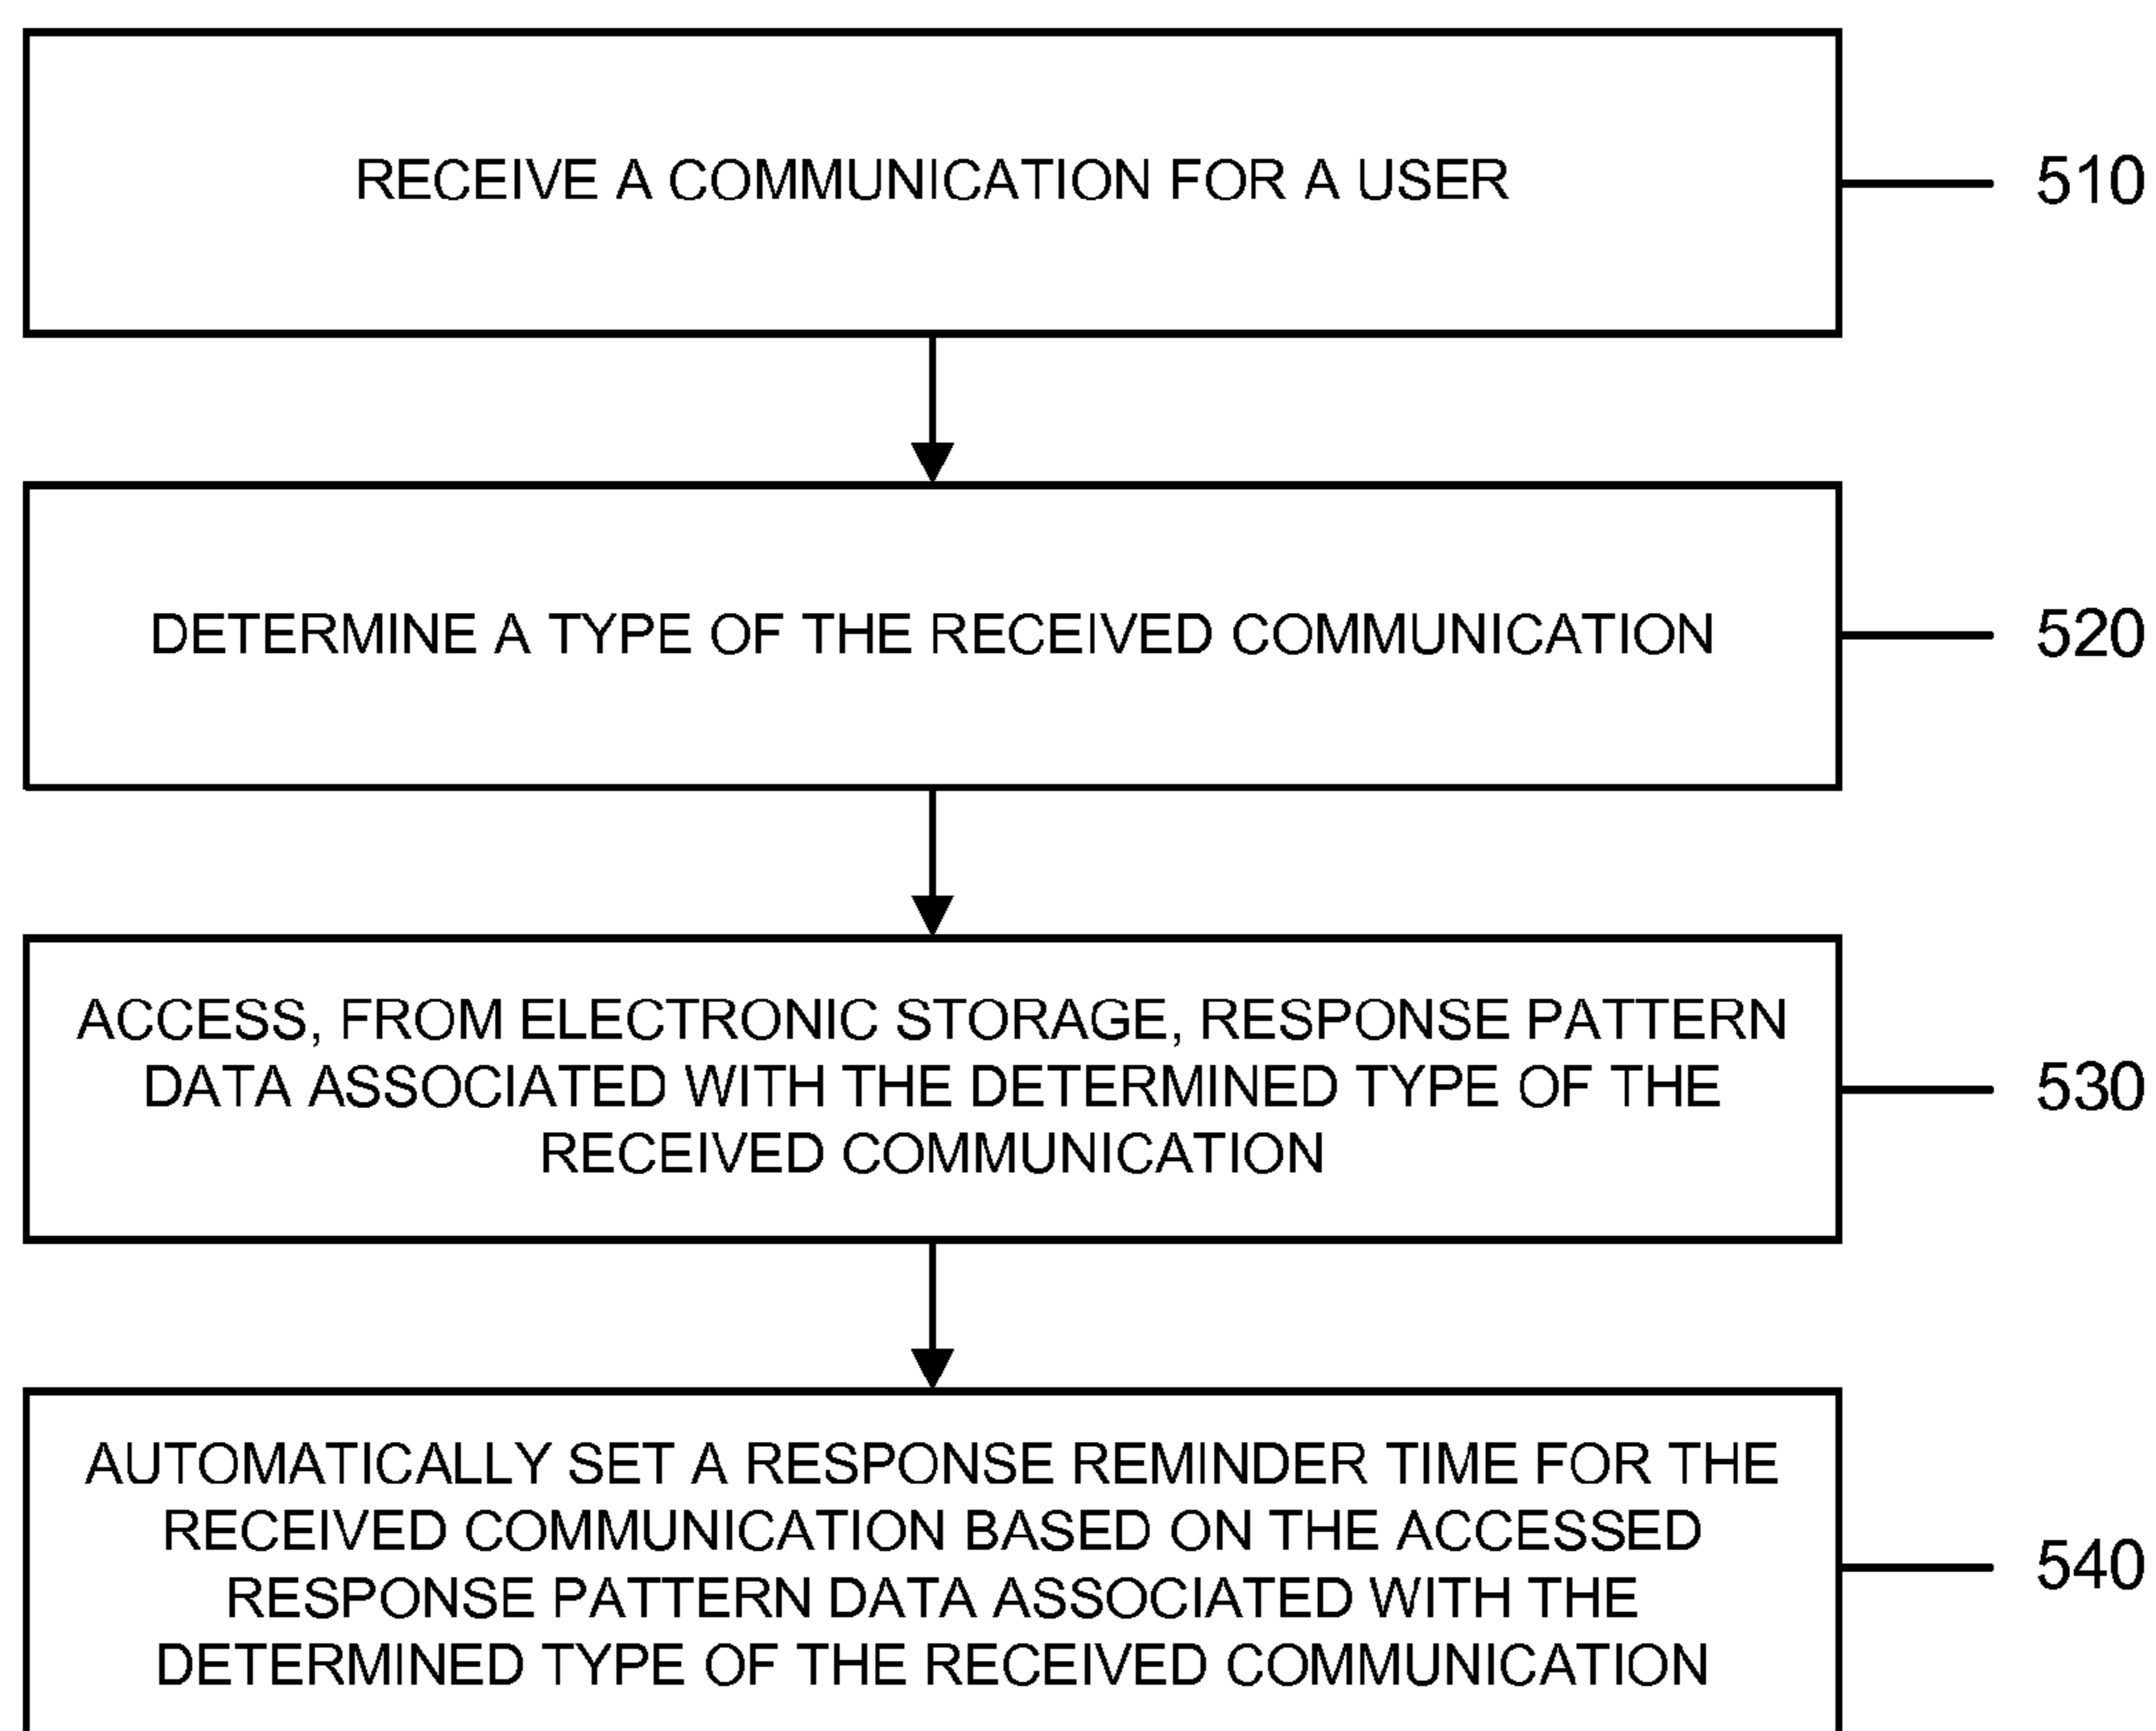 RECEIVE A COMMUNICATION FOR A USER
510
DETERMINE A TYPE OF THE RECEIVED COMMUNICATION
520
ACCESS, FROM ELECTRONIC STORAGE, RESPONSE PATTERN
DATA ASSOCIATED WITH THE DETERMINED TYPE OF THE
RECEIVED COMMUNICATION
530
AUTOMATICALLY SET A RESPONSE REMINDER TIME FOR THE
RECEIVED COMMUNICATION BASED ON THE ACCESSED
RESPONSE PATTERN DATA ASSOCIATED WITH THE
DETERMINED TYPE OF THE RECEIVED COMMUNICATION
540